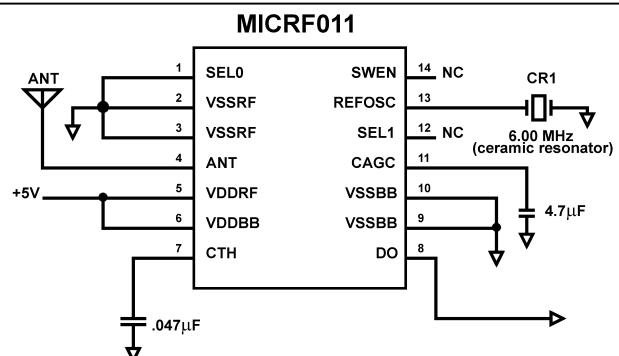 MICRF011
ANT
+5V
1 SEL0
2 VSSRF
3 VSSRF
4 ANT
5 VDDRF
6 VDDBB
7 CTH
.047µF
SWEN 14 NC
REFOSC 13
SEL1 12 NC
CAGC 11
VSSBB 10
VSSBB 9
DO 8
CR1
6.00 MHz
(ceramic resonator)
4.7µF